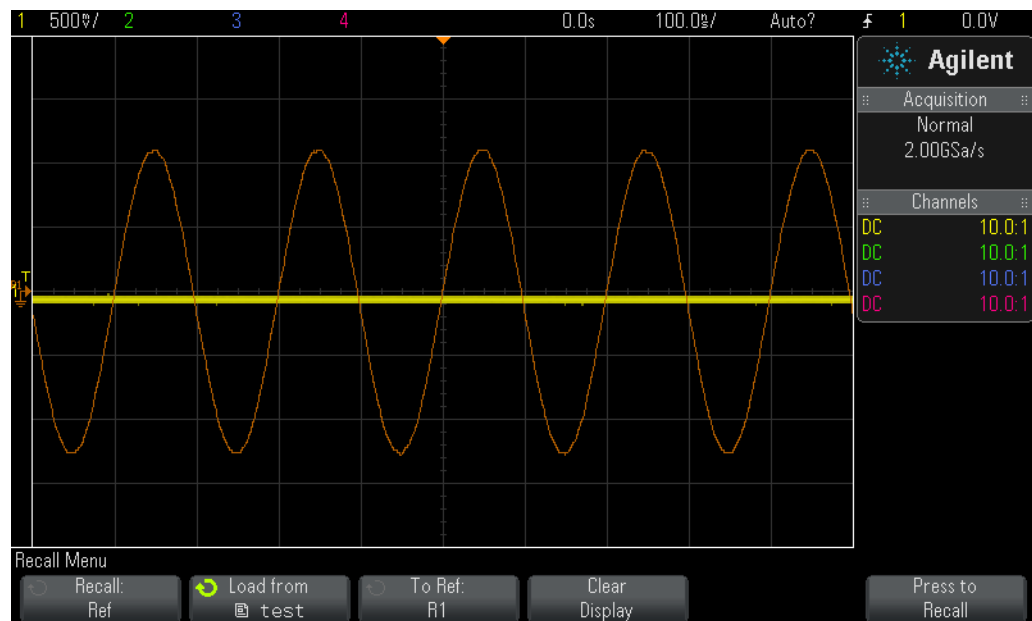 1 500㎷/ 2 3 4 0.0s 100.0㎱/ Auto? 1 0.0V
Agilent
Acquisition
Normal
2.00GSa/s
Channels
DC 10.0:1
DC 10.0:1
DC 10.0:1
DC 10.0:1
T
Recall Menu
Recall:
Ref
Load from
test
To Ref:
R1
Clear
Display
Press to
Recall